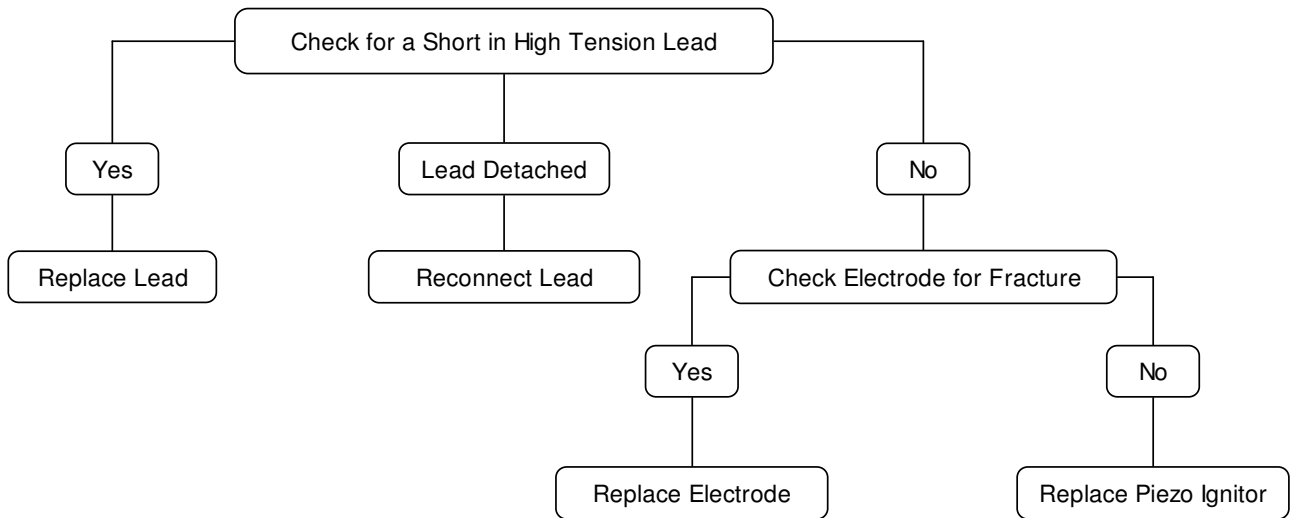 Check for a Short in High Tension Lead
Yes
Lead Detached
No
Replace Lead
Reconnect Lead
Check Electrode for Fracture
Yes
No
Replace Electrode
Replace Piezo Ignitor